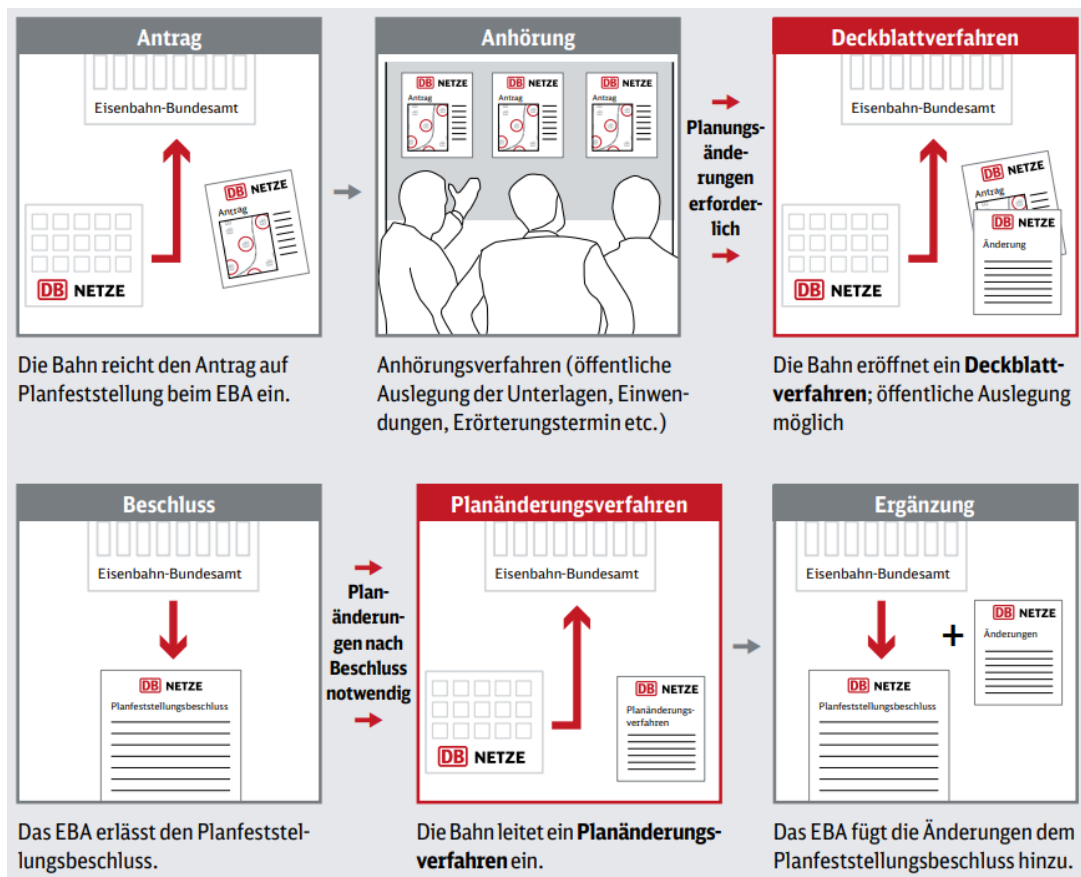 Antrag
Eisenbahn-Bundesamt
DB NETZE
Antrag
DB NETZE
Die Bahn reicht den Antrag auf
Planfeststellung beim EBA ein.
Anhörung
DB NETZE
Antrag
DB NETZE
Antrag
DB NETZE
Antrag
Anhörungsverfahren (öffentliche
Auslegung der Unterlagen, Einwen-
dungen, Erörterungstermin etc.)
Planungs-
ände-
rungen
erforder-
lich
Deckblattverfahren
Eisenbahn-Bundesamt
DB NETZE
Antrag
DB NETZE
Änderung
DB NETZE
Die Bahn eröffnet ein Deckblatt-
verfahren; öffentliche Auslegung
möglich
Beschluss
Eisenbahn-Bundesamt
DB NETZE
Planfeststellungsbeschluss
Das EBA erlässt den Planfeststel-
lungsbeschluss.
Plan-
änderun-
gen nach
Beschluss
notwendig
Planänderungsverfahren
Eisenbahn-Bundesamt
DB NETZE
Planänderungs-
verfahren
DB NETZE
Die Bahn leitet ein Planänderungs-
verfahren ein.
Ergänzung
Eisenbahn-Bundesamt
+
DB NETZE
Änderungen
DB NETZE
Planfeststellungsbeschluss
Das EBA fügt die Änderungen dem
Planfeststellungsbeschluss hinzu.